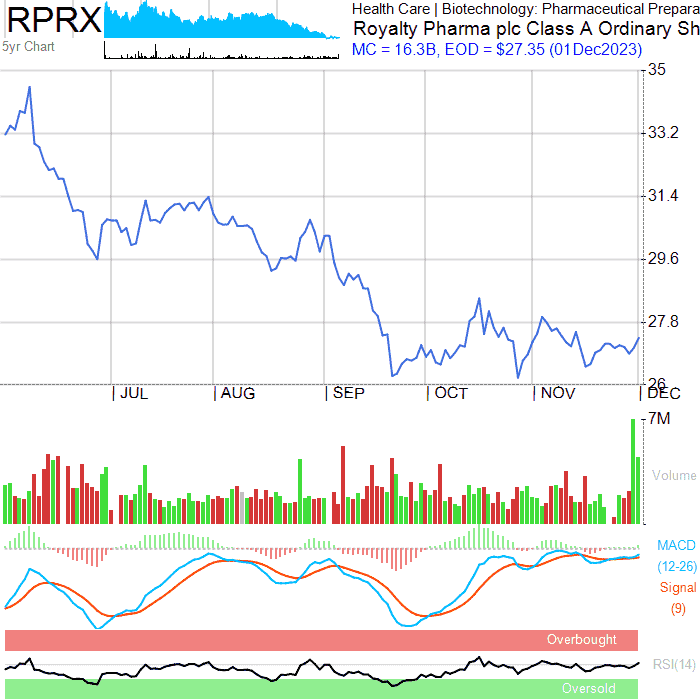 RPRX
5yr Chart
Health Care | Biotechnology: Pharmaceutical Prepara
Royalty Pharma plc Class A Ordinary Sh
MC = 16.3B, EOD = $27.35 (01Dec2023)
35
33.2
31.4
29.6
27.8
26
| JUL | AUG | SEP | OCT | NOV | DEC
7M
Volume
MACD
(12-26)
Signal
(9)
Overbought
RSI(14)
Oversold